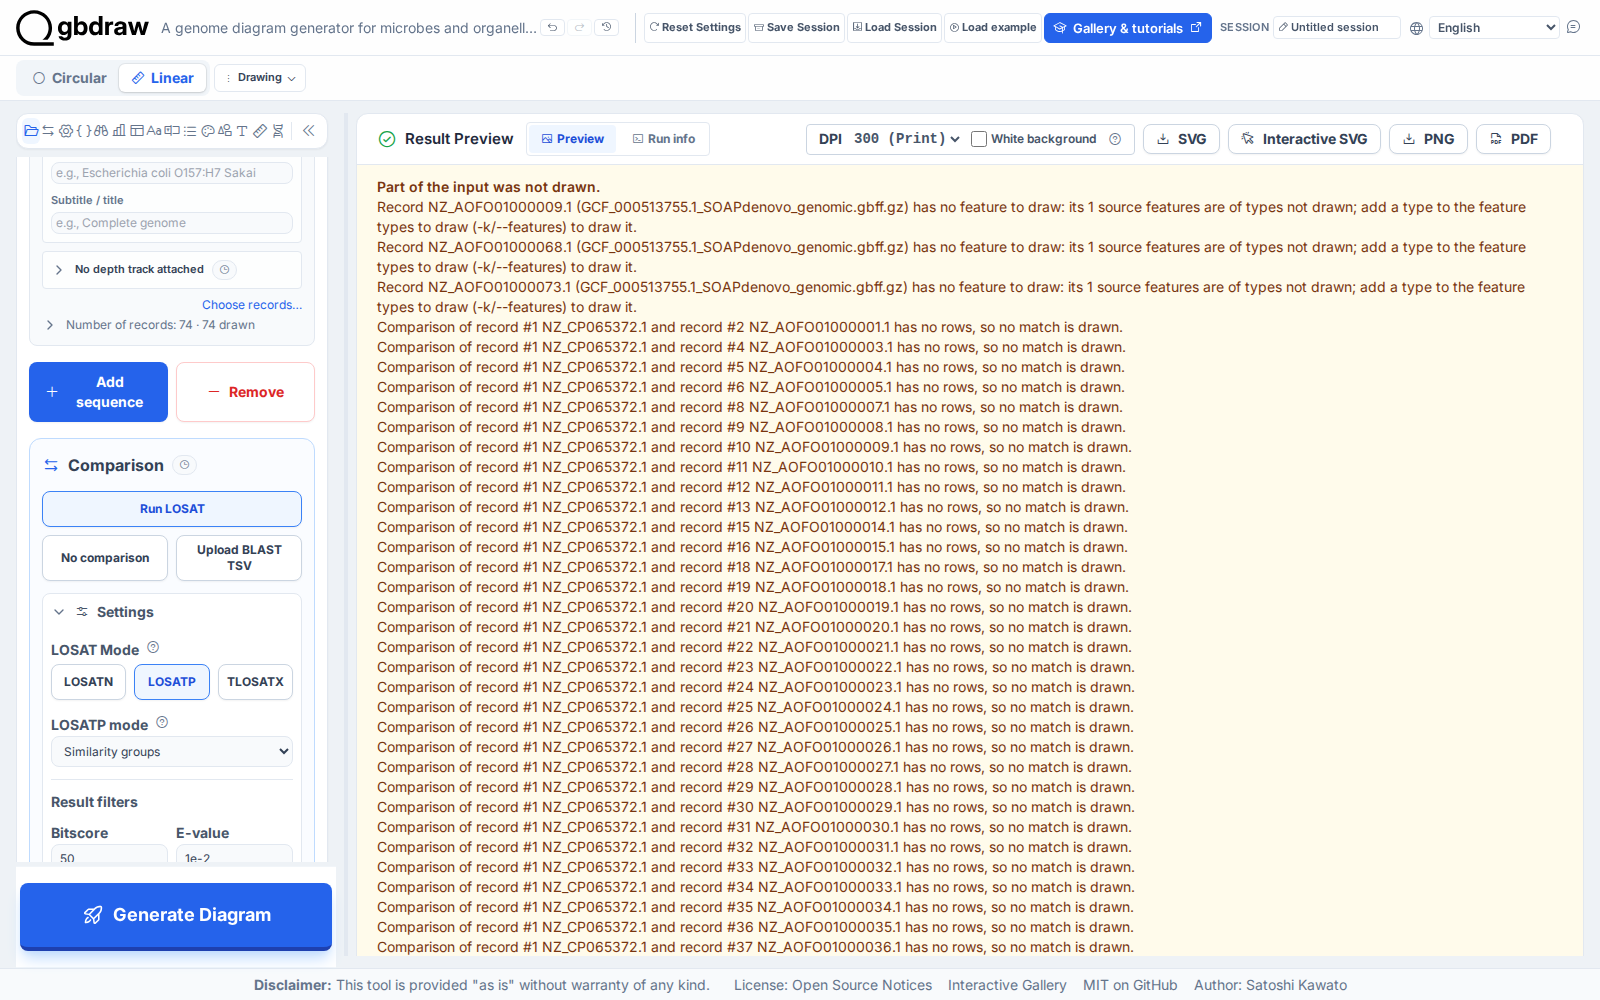 gbdraw
A genome diagram generator for microbes and organell...
Reset Settings
Save Session
Load Session
Load example
Gallery & tutorials
SESSION
Untitled session
English
Circular
Linear
Drawing
e.g., Escherichia coli O157:H7 Sakai
Subtitle / title
e.g., Complete genome
No depth track attached
Choose records...
Number of records: 74 · 74 drawn
Add
sequence
Remove
Comparison
Run LOSAT
No comparison
Upload BLAST
TSV
Settings
LOSAT Mode
LOSATN
LOSATP
TLOSATX
LOSATP mode
Similarity groups
Result filters
Bitscore
E-value
50
1e-2
Generate Diagram
Result Preview
Preview
Run info
DPI 300 (Print)
White background
SVG
Interactive SVG
PNG
PDF
Part of the input was not drawn.
Record NZ_AOFO01000009.1 (GCF_000513755.1_SOAPdenovo_genomic.gbff.gz) has no feature to draw: its 1 source features are of types not drawn; add a type to the feature
types to draw (-k/--features) to draw it.
Record NZ_AOFO01000068.1 (GCF_000513755.1_SOAPdenovo_genomic.gbff.gz) has no feature to draw: its 1 source features are of types not drawn; add a type to the feature
types to draw (-k/--features) to draw it.
Record NZ_AOFO01000073.1 (GCF_000513755.1_SOAPdenovo_genomic.gbff.gz) has no feature to draw: its 1 source features are of types not drawn; add a type to the feature
types to draw (-k/--features) to draw it.
Comparison of record #1 NZ_CP065372.1 and record #2 NZ_AOFO01000001.1 has no rows, so no match is drawn.
Comparison of record #1 NZ_CP065372.1 and record #4 NZ_AOFO01000003.1 has no rows, so no match is drawn.
Comparison of record #1 NZ_CP065372.1 and record #5 NZ_AOFO01000004.1 has no rows, so no match is drawn.
Comparison of record #1 NZ_CP065372.1 and record #6 NZ_AOFO01000005.1 has no rows, so no match is drawn.
Comparison of record #1 NZ_CP065372.1 and record #8 NZ_AOFO01000007.1 has no rows, so no match is drawn.
Comparison of record #1 NZ_CP065372.1 and record #9 NZ_AOFO01000008.1 has no rows, so no match is drawn.
Comparison of record #1 NZ_CP065372.1 and record #10 NZ_AOFO01000009.1 has no rows, so no match is drawn.
Comparison of record #1 NZ_CP065372.1 and record #11 NZ_AOFO01000010.1 has no rows, so no match is drawn.
Comparison of record #1 NZ_CP065372.1 and record #12 NZ_AOFO01000011.1 has no rows, so no match is drawn.
Comparison of record #1 NZ_CP065372.1 and record #13 NZ_AOFO01000012.1 has no rows, so no match is drawn.
Comparison of record #1 NZ_CP065372.1 and record #15 NZ_AOFO01000014.1 has no rows, so no match is drawn.
Comparison of record #1 NZ_CP065372.1 and record #16 NZ_AOFO01000015.1 has no rows, so no match is drawn.
Comparison of record #1 NZ_CP065372.1 and record #18 NZ_AOFO01000017.1 has no rows, so no match is drawn.
Comparison of record #1 NZ_CP065372.1 and record #19 NZ_AOFO01000018.1 has no rows, so no match is drawn.
Comparison of record #1 NZ_CP065372.1 and record #20 NZ_AOFO01000019.1 has no rows, so no match is drawn.
Comparison of record #1 NZ_CP065372.1 and record #21 NZ_AOFO01000020.1 has no rows, so no match is drawn.
Comparison of record #1 NZ_CP065372.1 and record #22 NZ_AOFO01000021.1 has no rows, so no match is drawn.
Comparison of record #1 NZ_CP065372.1 and record #23 NZ_AOFO01000022.1 has no rows, so no match is drawn.
Comparison of record #1 NZ_CP065372.1 and record #24 NZ_AOFO01000023.1 has no rows, so no match is drawn.
Comparison of record #1 NZ_CP065372.1 and record #25 NZ_AOFO01000024.1 has no rows, so no match is drawn.
Comparison of record #1 NZ_CP065372.1 and record #26 NZ_AOFO01000025.1 has no rows, so no match is drawn.
Comparison of record #1 NZ_CP065372.1 and record #27 NZ_AOFO01000026.1 has no rows, so no match is drawn.
Comparison of record #1 NZ_CP065372.1 and record #28 NZ_AOFO01000027.1 has no rows, so no match is drawn.
Comparison of record #1 NZ_CP065372.1 and record #29 NZ_AOFO01000028.1 has no rows, so no match is drawn.
Comparison of record #1 NZ_CP065372.1 and record #30 NZ_AOFO01000029.1 has no rows, so no match is drawn.
Comparison of record #1 NZ_CP065372.1 and record #31 NZ_AOFO01000030.1 has no rows, so no match is drawn.
Comparison of record #1 NZ_CP065372.1 and record #32 NZ_AOFO01000031.1 has no rows, so no match is drawn.
Comparison of record #1 NZ_CP065372.1 and record #33 NZ_AOFO01000032.1 has no rows, so no match is drawn.
Comparison of record #1 NZ_CP065372.1 and record #34 NZ_AOFO01000033.1 has no rows, so no match is drawn.
Comparison of record #1 NZ_CP065372.1 and record #35 NZ_AOFO01000034.1 has no rows, so no match is drawn.
Comparison of record #1 NZ_CP065372.1 and record #36 NZ_AOFO01000035.1 has no rows, so no match is drawn.
Comparison of record #1 NZ_CP065372.1 and record #37 NZ_AOFO01000036.1 has no rows, so no match is drawn.
Disclaimer: This tool is provided "as is" without warranty of any kind.
License: Open Source Notices
Interactive Gallery
MIT on GitHub
Author: Satoshi Kawato